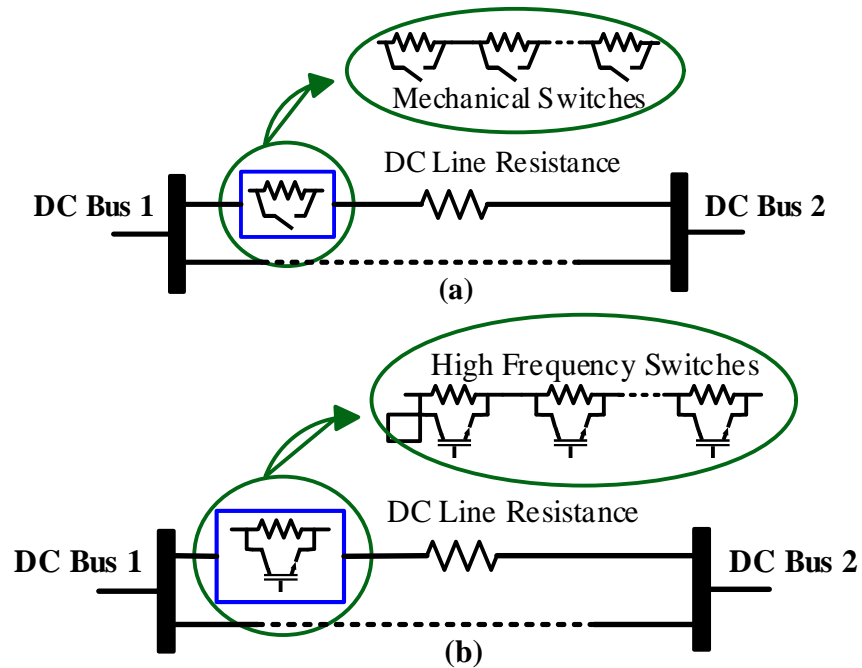 Mechanical Switches
DC Line Resistance
DC Bus 1
DC Bus 2
(a)
High Frequency Switches
DC Line Resistance
DC Bus 1
DC Bus 2
(b)